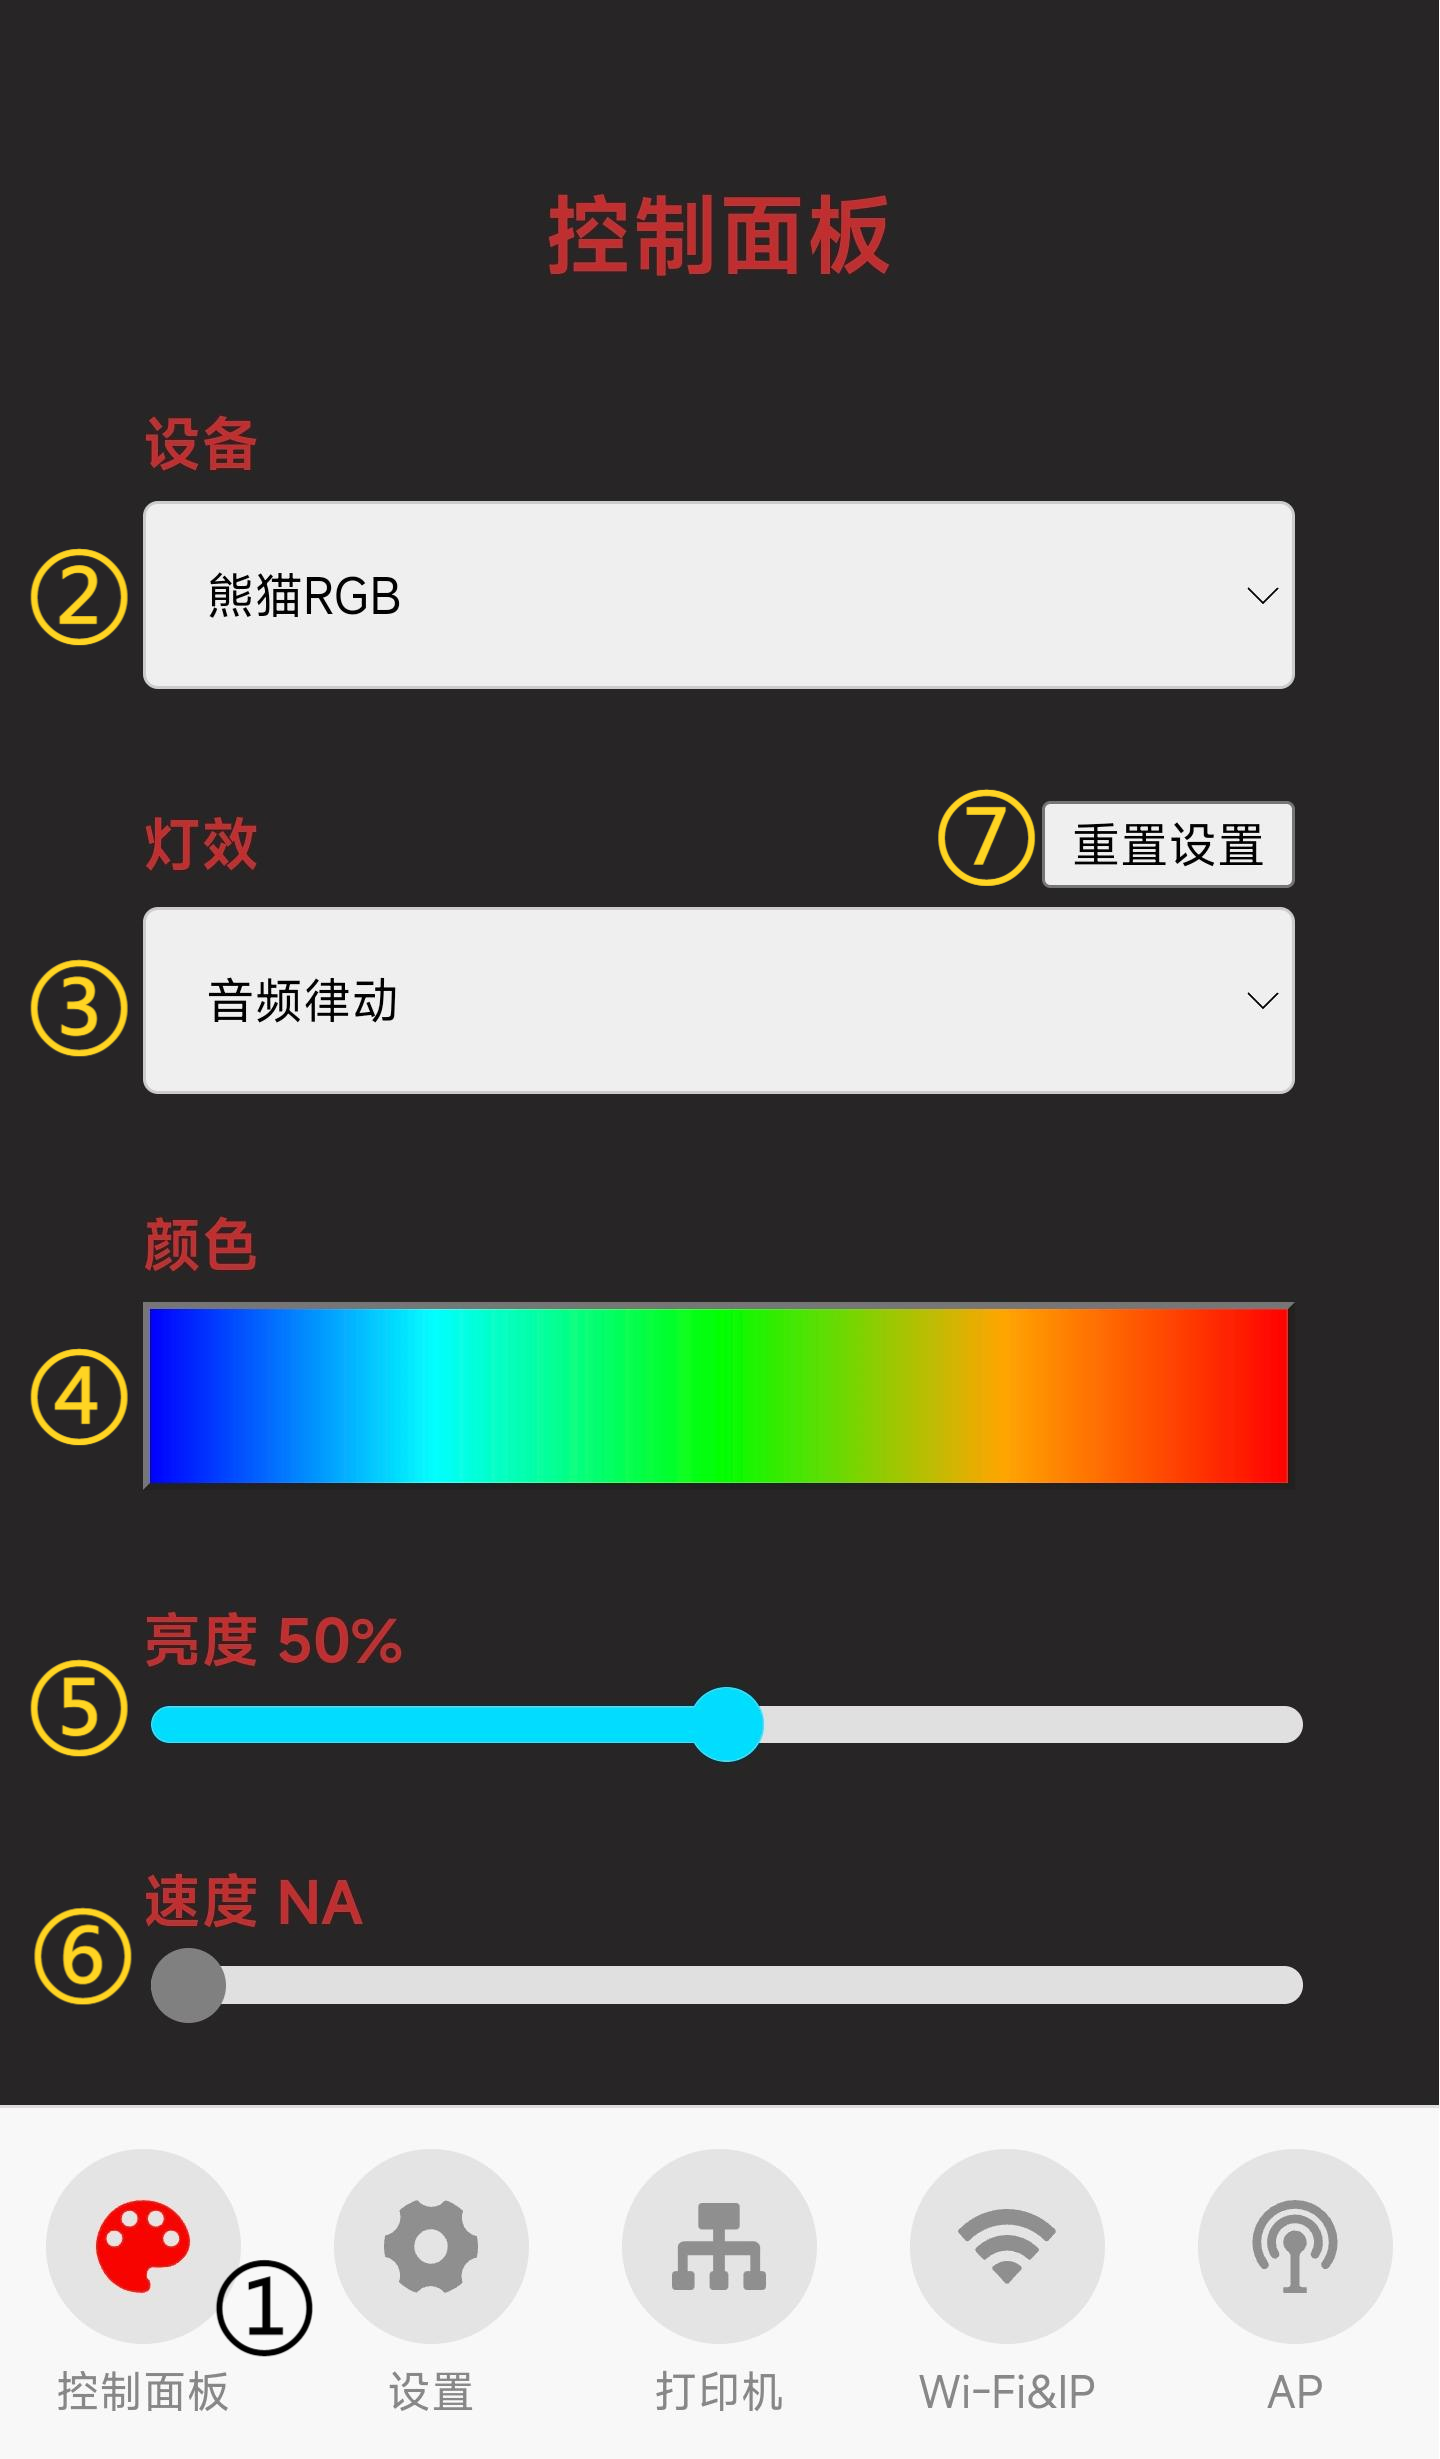 控制面板
设备
② 熊猫RGB
灯效 ⑦ 重置设置
③ 音频律动
颜色
④
亮度 50%
⑤
速度 NA
⑥
①
控制面板 设置 打印机 Wi-Fi&IP AP